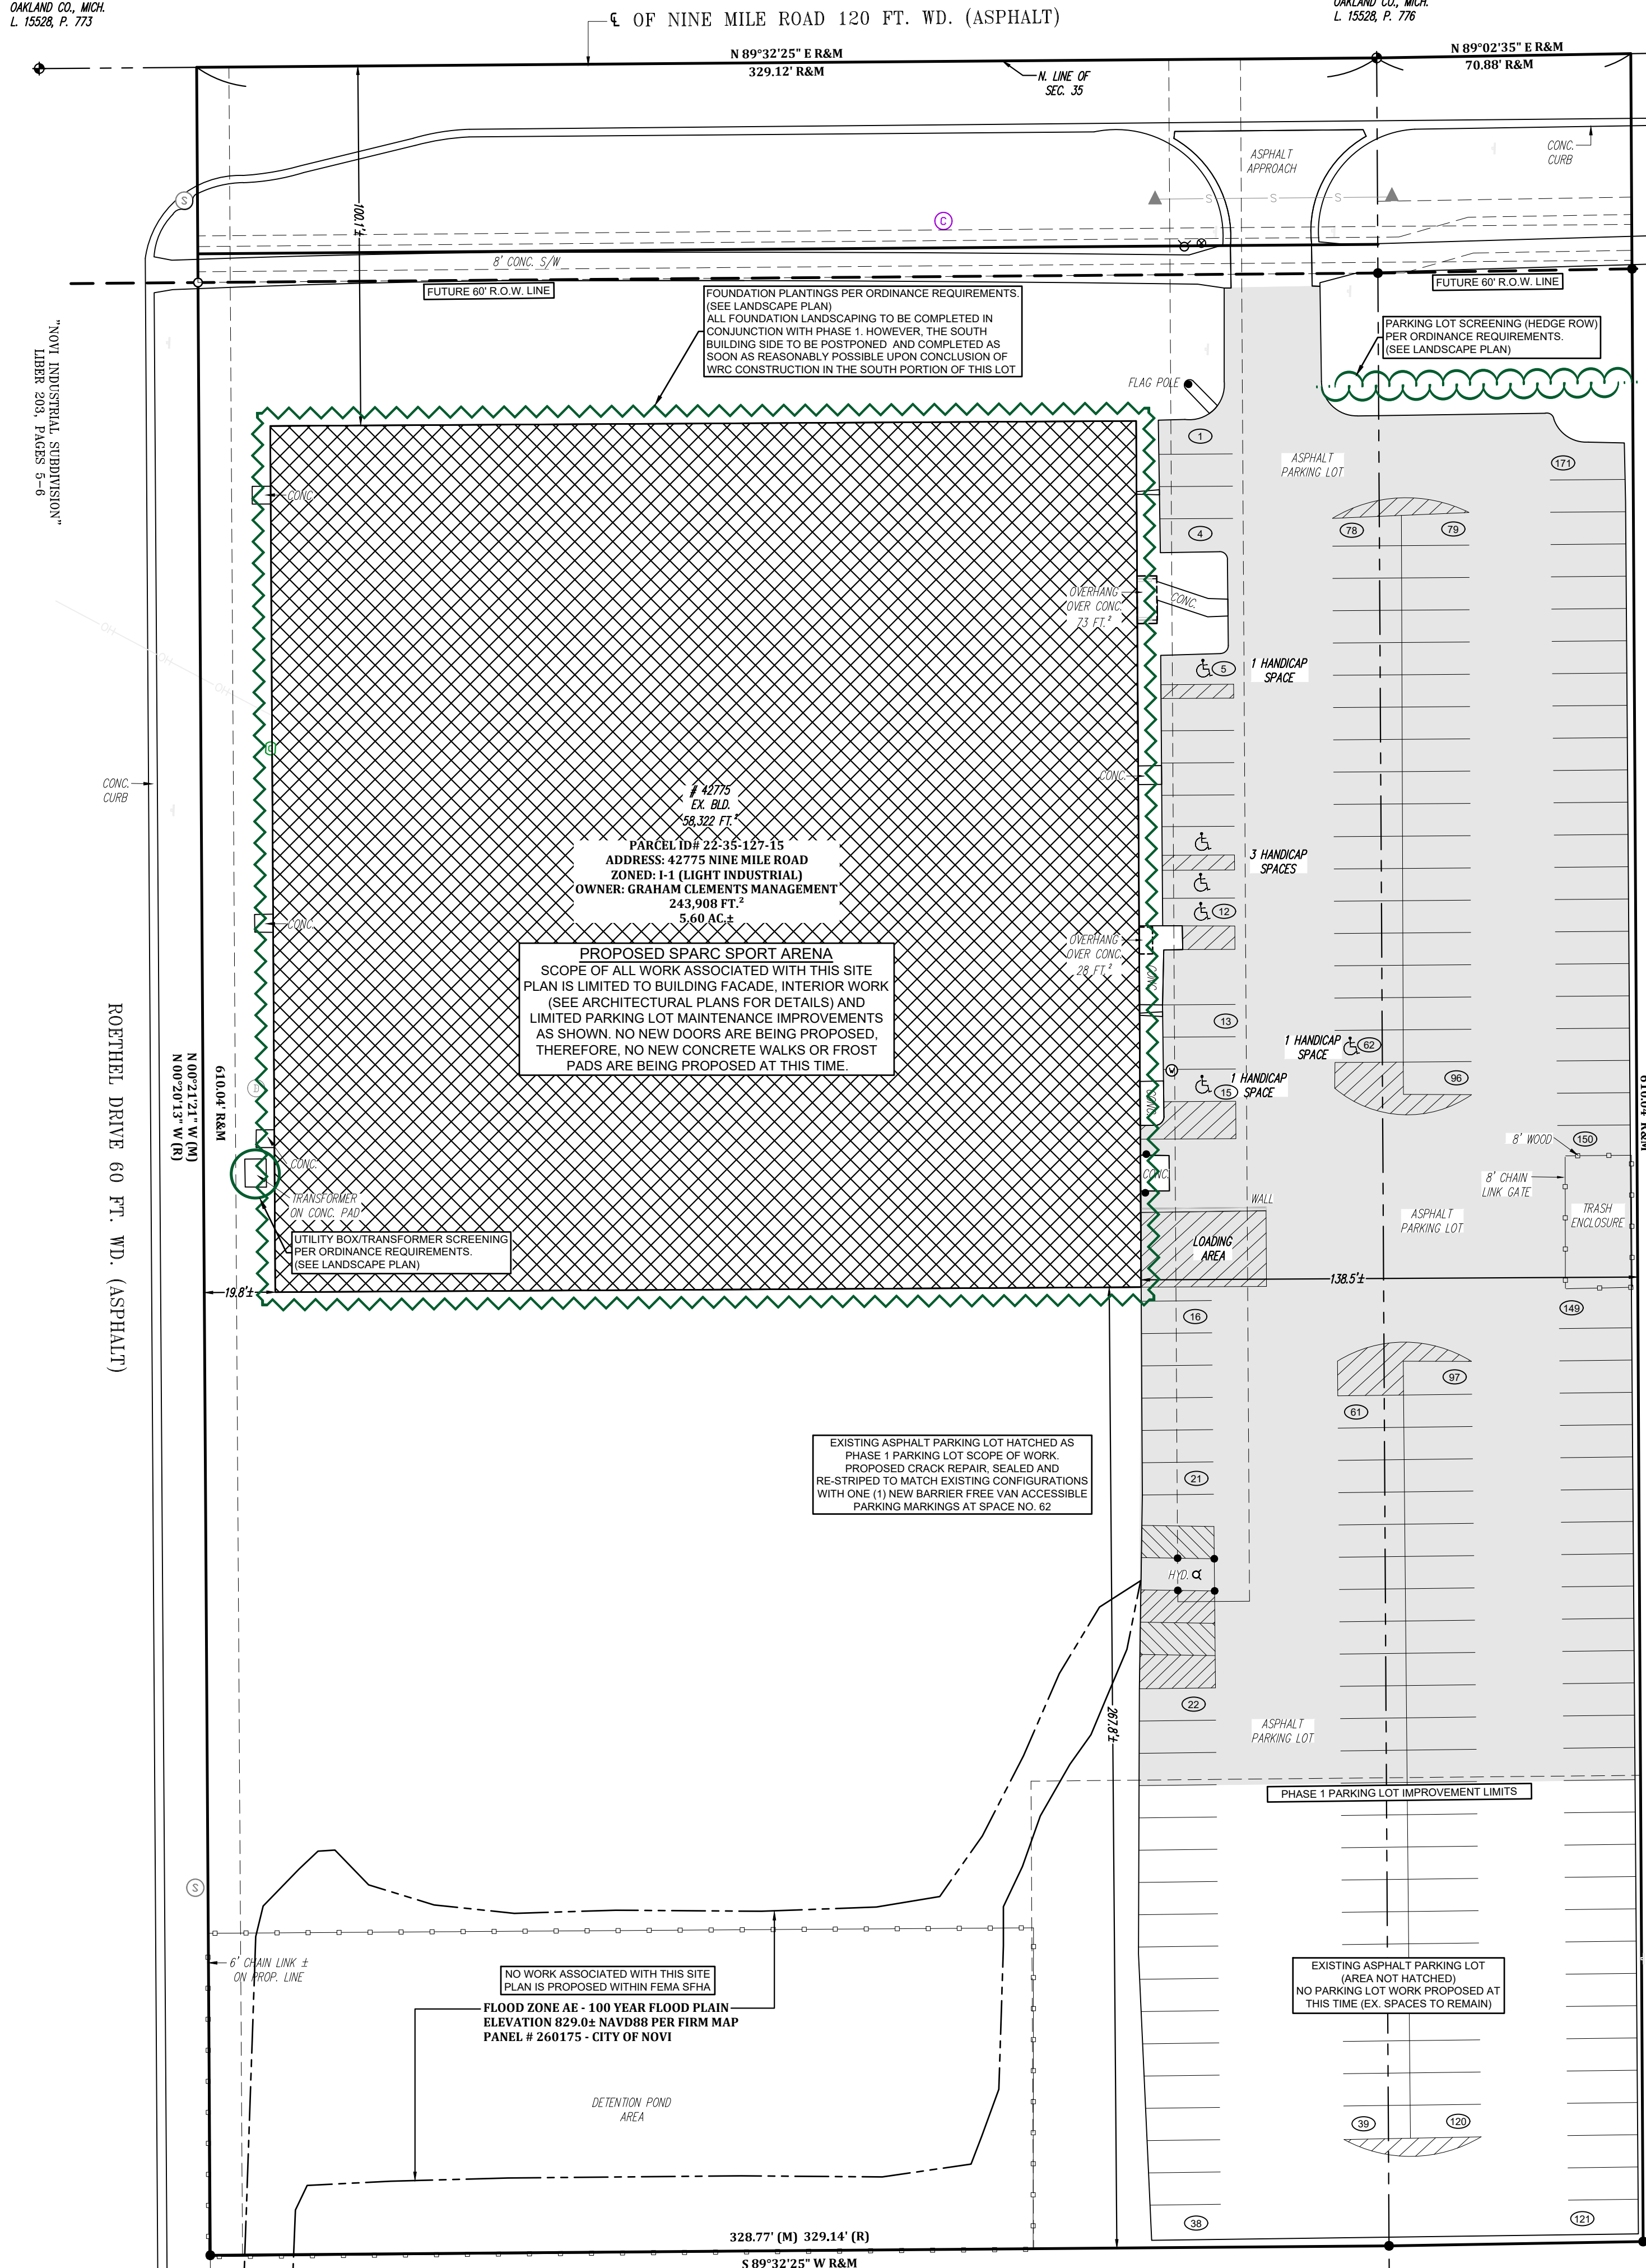 OAKLAND CO., MICH.
L. 15528, P. 773
OAKLAND CO., MICH.
L. 15528, P. 776
℄ OF NINE MILE ROAD 120 FT. WD. (ASPHALT)
N 89°32'25" E R&M
329.12' R&M
N 89°02'35" E R&M
70.88' R&M
N. LINE OF
SEC. 35
CONC.
CURB
ASPHALT
APPROACH
S
S
S
S
C
100.1'±
8' CONC. S/W
FUTURE 60' R.O.W. LINE
FUTURE 60' R.O.W. LINE
FOUNDATION PLANTINGS PER ORDINANCE REQUIREMENTS.
(SEE LANDSCAPE PLAN)
ALL FOUNDATION LANDSCAPING TO BE COMPLETED IN
CONJUNCTION WITH PHASE 1. HOWEVER, THE SOUTH
BUILDING SIDE TO BE POSTPONED AND COMPLETED AS
SOON AS REASONABLY POSSIBLE UPON CONCLUSION OF
WRC CONSTRUCTION IN THE SOUTH PORTION OF THIS LOT
PARKING LOT SCREENING (HEDGE ROW)
PER ORDINANCE REQUIREMENTS.
(SEE LANDSCAPE PLAN)
"NOVI INDUSTRIAL SUBDIVISION"
LIBER 203, PAGES 5-6
FLAG POLE
1
ASPHALT
PARKING LOT
171
CONC.
4
78
79
OVERHANG
OVER CONC.
73 FT.²
CONC.
OH
OH
OH
5
1 HANDICAP
SPACE
CONC.
CURB
CONC.
# 42775
EX. BLD.
58,322 FT.²
PARCEL ID# 22-35-127-15
ADDRESS: 42775 NINE MILE ROAD
ZONED: I-1 (LIGHT INDUSTRIAL)
OWNER: GRAHAM CLEMENTS MANAGEMENT
243,908 FT.²
5.60 AC.±
3 HANDICAP
SPACES
12
CONC.
OVERHANG
OVER CONC.
28 FT.²
CONC.
PROPOSED SPARC SPORT ARENA
SCOPE OF ALL WORK ASSOCIATED WITH THIS SITE
PLAN IS LIMITED TO BUILDING FACADE, INTERIOR WORK
(SEE ARCHITECTURAL PLANS FOR DETAILS) AND
LIMITED PARKING LOT MAINTENANCE IMPROVEMENTS
AS SHOWN. NO NEW DOORS ARE BEING PROPOSED,
THEREFORE, NO NEW CONCRETE WALKS OR FROST
PADS ARE BEING PROPOSED AT THIS TIME.
13
1 HANDICAP
SPACE
62
W
1 HANDICAP
SPACE
15
96
CONC.
ROETHEL DRIVE 60 FT. WD. (ASPHALT)
N 00°21'21" W (M)
N 00°20'13" W (R)
610.04' R&M
610.04' R&M
E
8' WOOD
150
CONC.
CONC.
8' CHAIN
LINK GATE
TRANSFORMER
ON CONC. PAD
WALL
TRASH
ENCLOSURE
ASPHALT
PARKING LOT
UTILITY BOX/TRANSFORMER SCREENING
PER ORDINANCE REQUIREMENTS.
(SEE LANDSCAPE PLAN)
LOADING
AREA
19.8'±
138.5'±
16
149
97
61
EXISTING ASPHALT PARKING LOT HATCHED AS
PHASE 1 PARKING LOT SCOPE OF WORK.
PROPOSED CRACK REPAIR, SEALED AND
RE-STRIPED TO MATCH EXISTING CONFIGURATIONS
WITH ONE (1) NEW BARRIER FREE VAN ACCESSIBLE
PARKING MARKINGS AT SPACE NO. 62
21
HYD.
22
267.8'±
ASPHALT
PARKING LOT
PHASE 1 PARKING LOT IMPROVEMENT LIMITS
S
6' CHAIN LINK ±
ON PROP. LINE
NO WORK ASSOCIATED WITH THIS SITE
PLAN IS PROPOSED WITHIN FEMA SFHA
FLOOD ZONE AE - 100 YEAR FLOOD PLAIN
ELEVATION 829.0± NAVD88 PER FIRM MAP
PANEL # 260175 - CITY OF NOVI
EXISTING ASPHALT PARKING LOT
(AREA NOT HATCHED)
NO PARKING LOT WORK PROPOSED AT
THIS TIME (EX. SPACES TO REMAIN)
DETENTION POND
AREA
39
120
38
121
328.77' (M) 329.14' (R)
S 89°32'25" W R&M